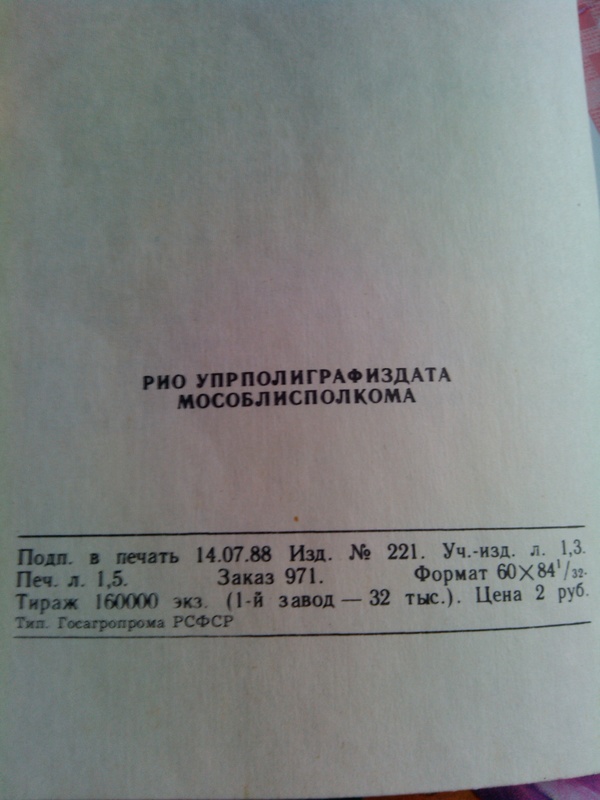 РИО УПРПОЛИГРАФИЗДАТА
МОСОБЛИСПОЛКОМА
Подп. в печать 14.07.88 Изд. № 221. Уч.-изд. л. 1,3.
Печ. л. 1,5. Заказ 971. Формат 60×84¹/₃₂.
Тираж 160000 экз. (1-й завод — 32 тыс.). Цена 2 руб.
Тип. Госагропрома РСФСР